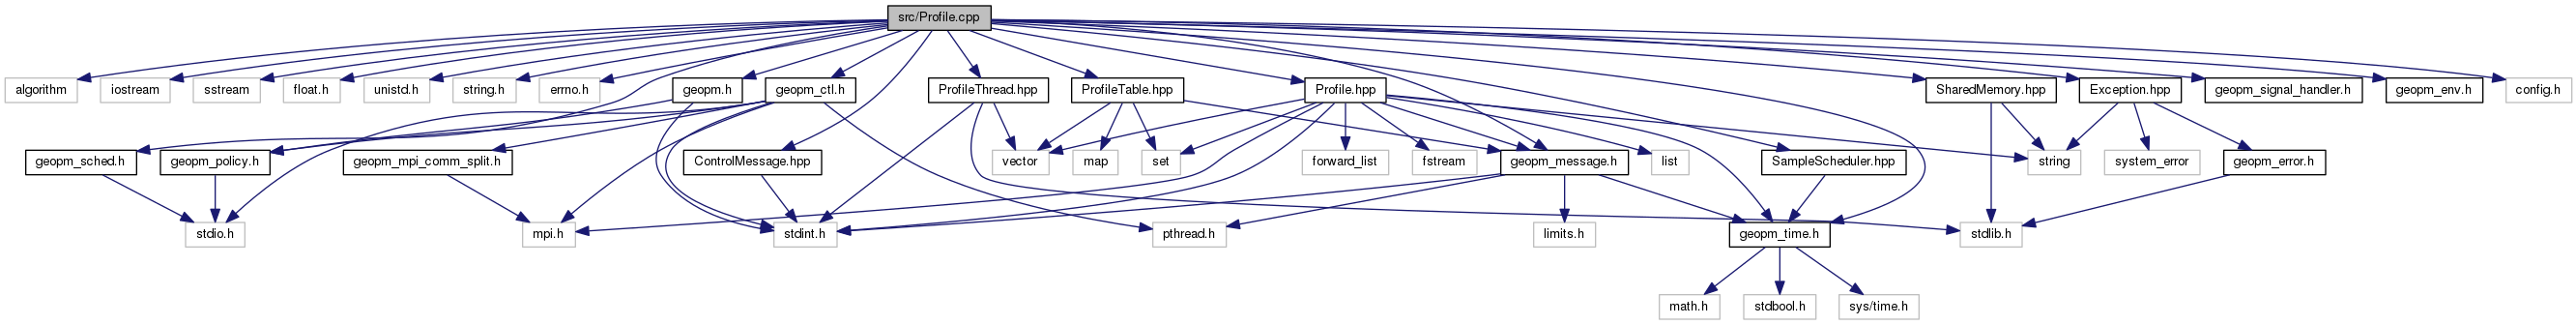 src/Profile.cpp
algorithm
iostream
sstream
float.h
unistd.h
string.h
errno.h
geopm.h
geopm_ctl.h
ProfileThread.hpp
ProfileTable.hpp
Profile.hpp
SharedMemory.hpp
Exception.hpp
geopm_signal_handler.h
geopm_env.h
config.h
geopm_sched.h
geopm_policy.h
geopm_mpi_comm_split.h
ControlMessage.hpp
vector
map
set
forward_list
fstream
geopm_message.h
list
SampleScheduler.hpp
string
system_error
geopm_error.h
stdio.h
mpi.h
stdint.h
pthread.h
limits.h
geopm_time.h
stdlib.h
math.h
stdbool.h
sys/time.h